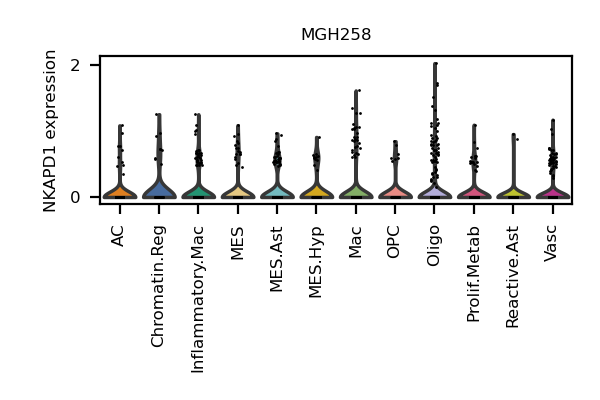 MGH258
NKAPD1 expression
2
0
AC
Chromatin.Reg
Inflammatory.Mac
MES
MES.Ast
MES.Hyp
Mac
OPC
Oligo
Prolif.Metab
Reactive.Ast
Vasc